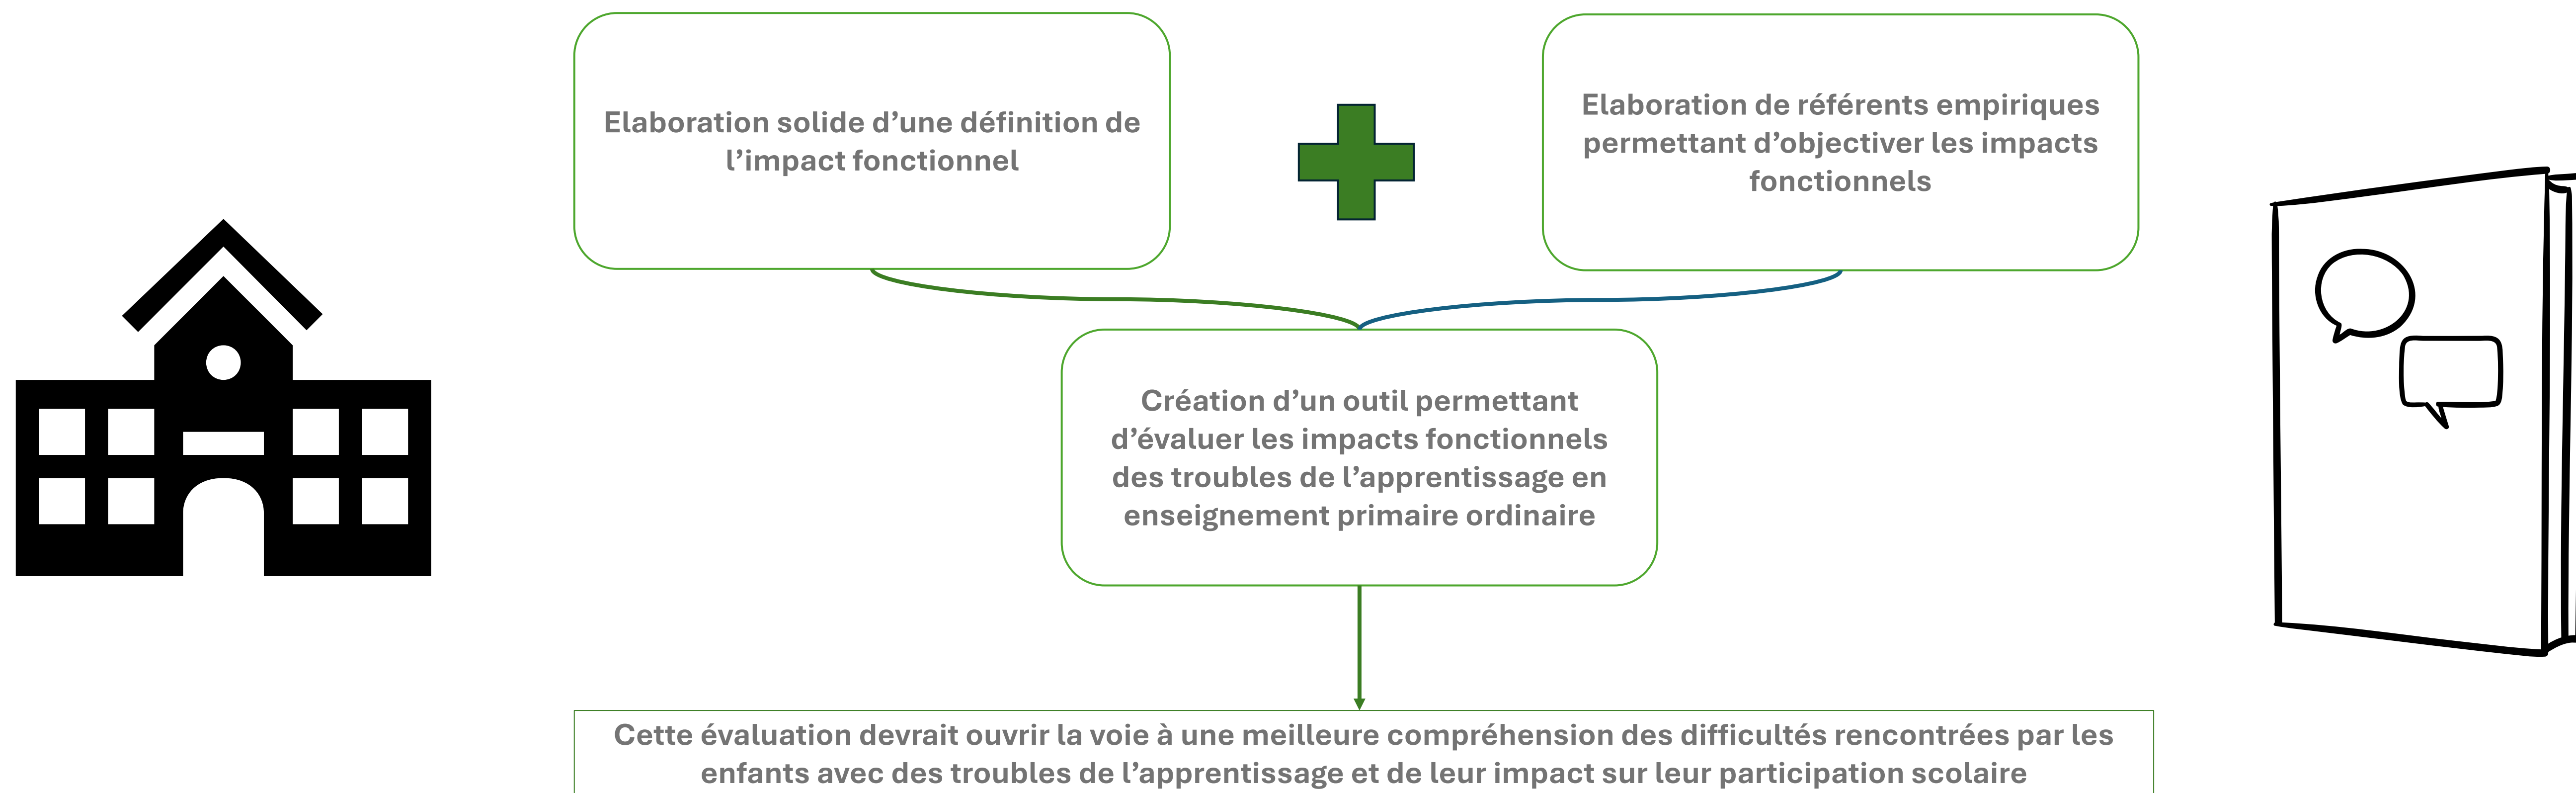 Elaboration solide d’une définition de
l’impact fonctionnel
Elaboration de référents empiriques
permettant d’objectiver les impacts
fonctionnels
Création d’un outil permettant
d’évaluer les impacts fonctionnels
des troubles de l’apprentissage en
enseignement primaire ordinaire
Cette évaluation devrait ouvrir la voie à une meilleure compréhension des difficultés rencontrées par les
enfants avec des troubles de l’apprentissage et de leur impact sur leur participation scolaire